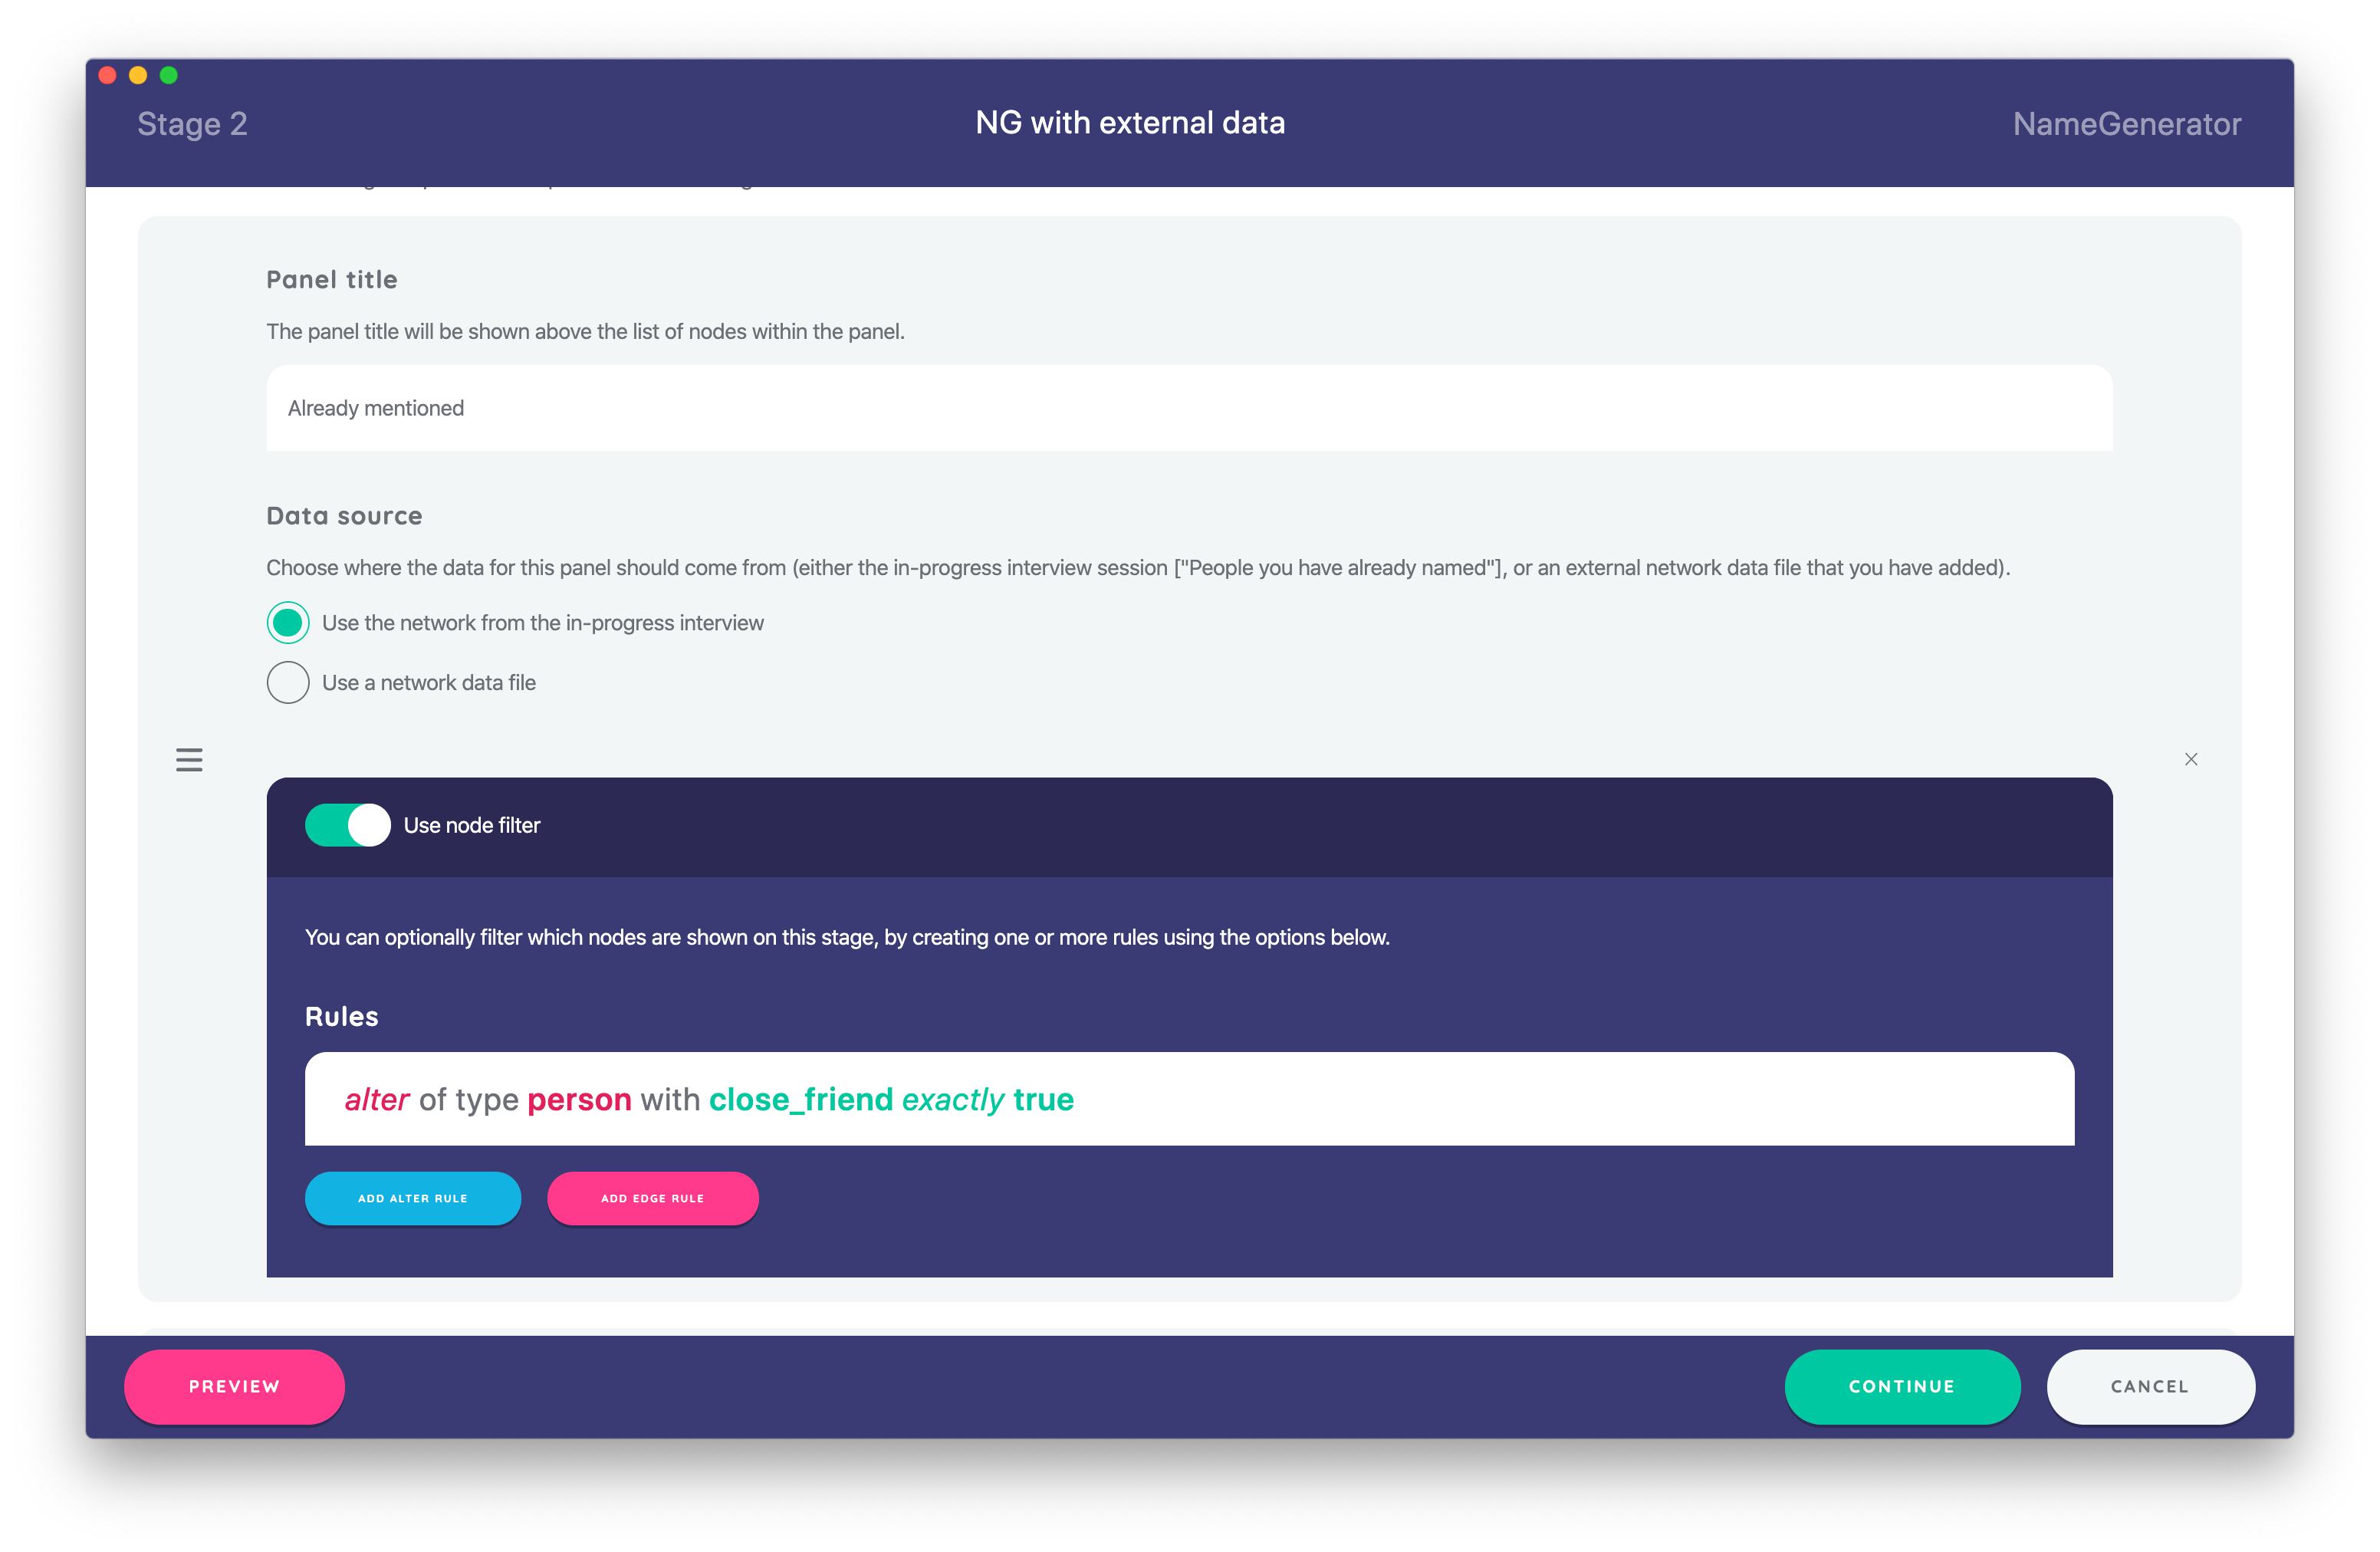 Stage 2
NG with external data
NameGenerator
Panel title
The panel title will be shown above the list of nodes within the panel.
Already mentioned
Data source
Choose where the data for this panel should come from (either the in-progress interview session ["People you have already named"], or an external network data file that you have added).
Use the network from the in-progress interview
Use a network data file
Use node filter
You can optionally filter which nodes are shown on this stage, by creating one or more rules using the options below.
Rules
alter of type person with close_friend exactly true
ADD ALTER RULE
ADD EDGE RULE
PREVIEW
CONTINUE
CANCEL